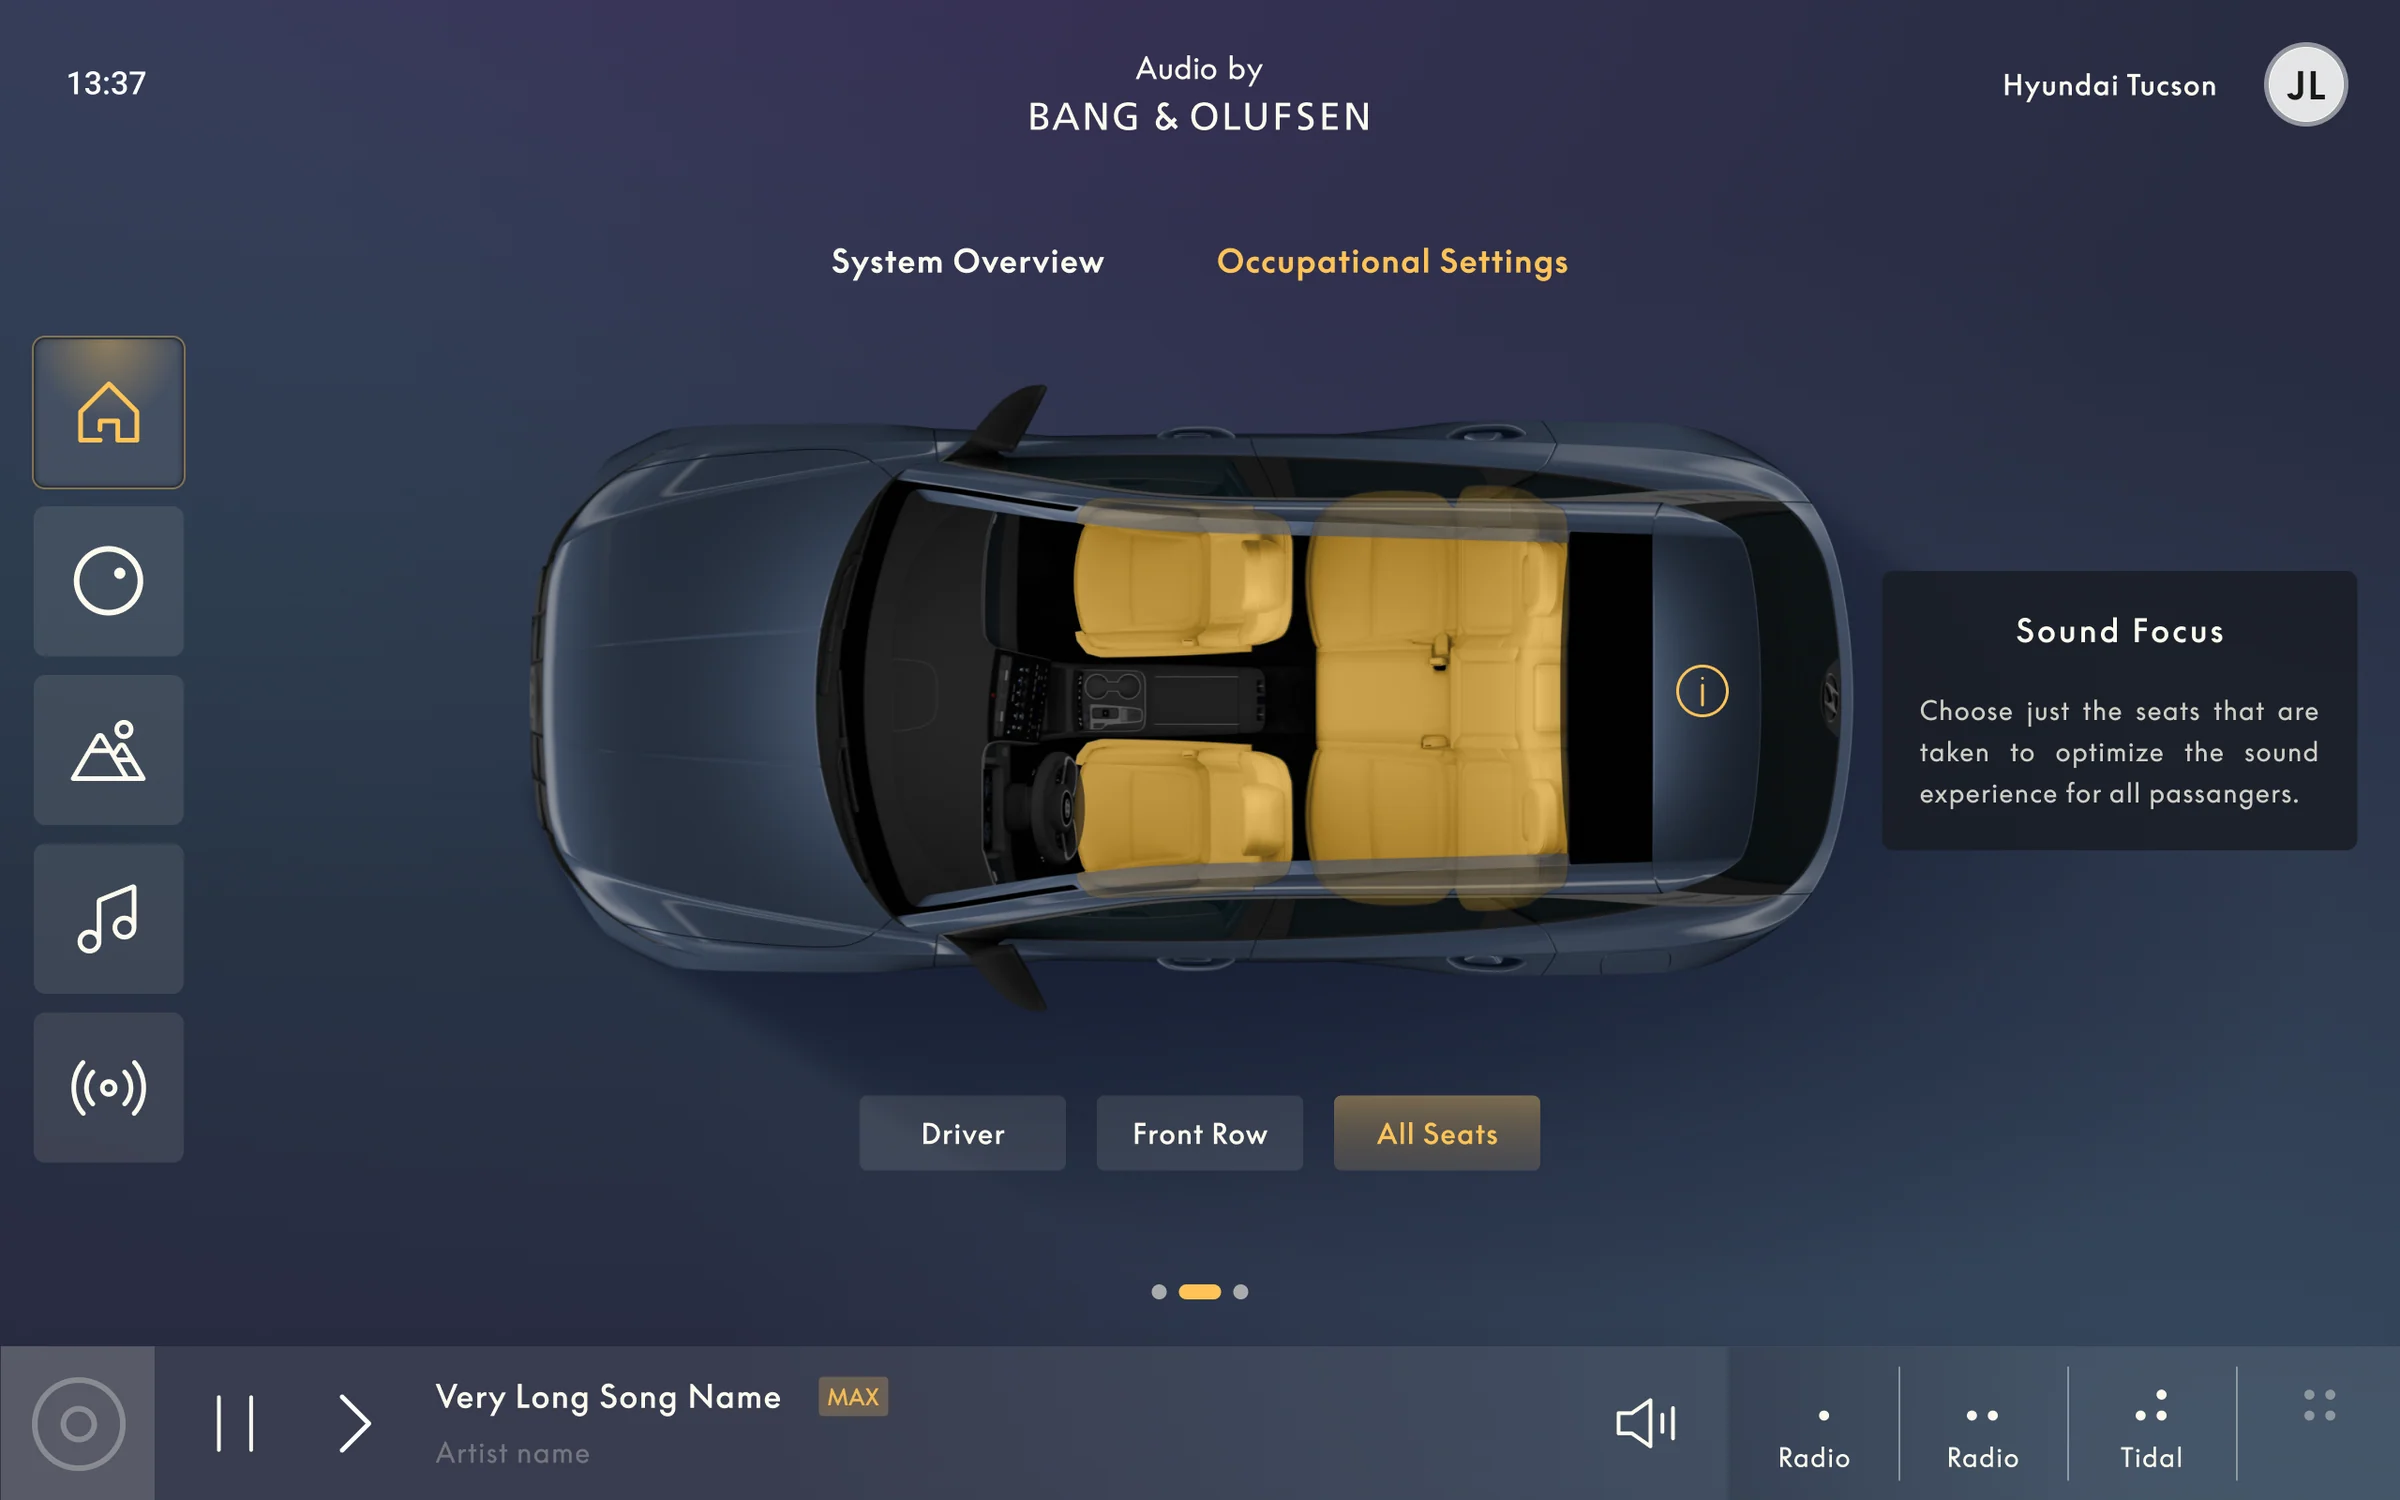 13:37
Audio by
BANG & OLUFSEN
Hyundai Tucson
JL
System Overview
Occupational Settings
Sound Focus
Choose just the seats that are
taken to optimize the sound
experience for all passangers.
Driver
Front Row
All Seats
Very Long Song Name
MAX
Artist name
Radio
Radio
Tidal